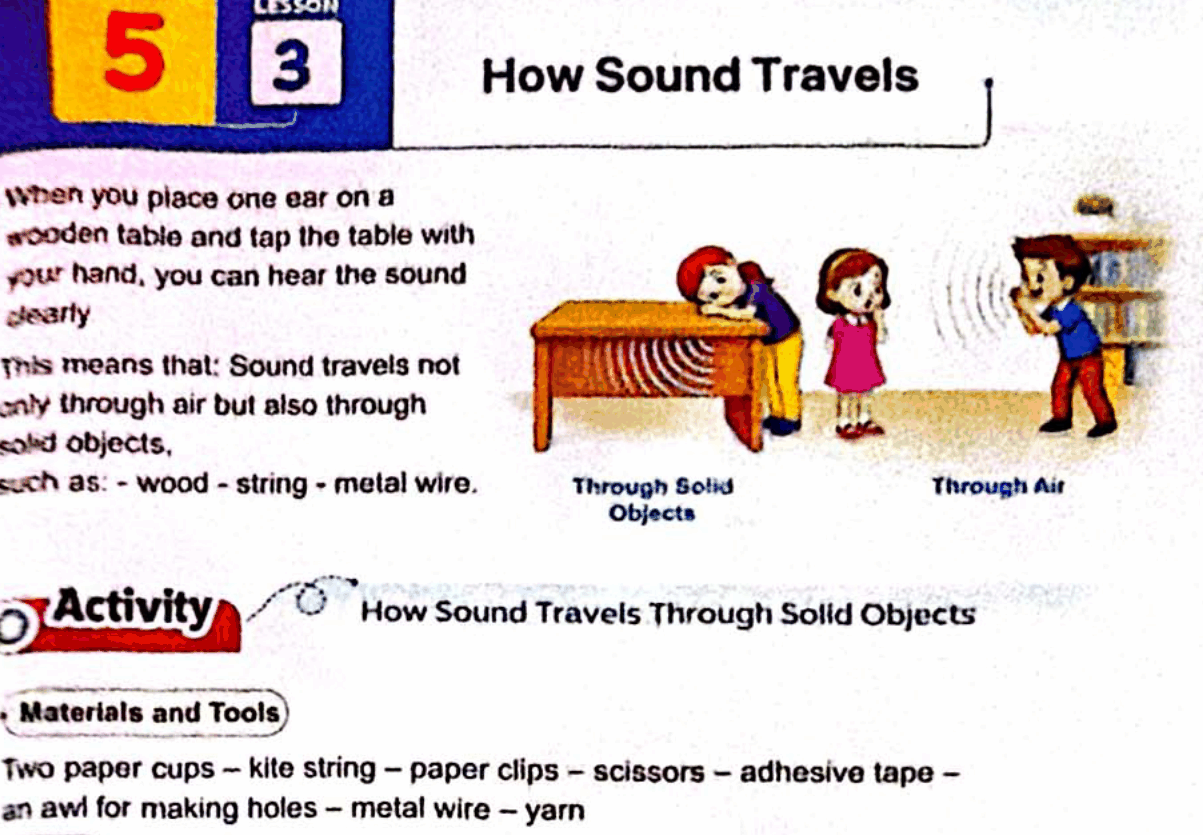 LESSON
5
3
How Sound Travels
When you place one ear on a
wooden table and tap the table with
your hand, you can hear the sound
clearly
This means that: Sound travels not
only through air but also through
solid objects,
such as: - wood - string - metal wire.
Through Solid
Objects
Through Air
Activity
How Sound Travels Through Solid Objects
• Materials and Tools
Two paper cups – kite string – paper clips – scissors – adhesive tape –
an awl for making holes – metal wire – yarn